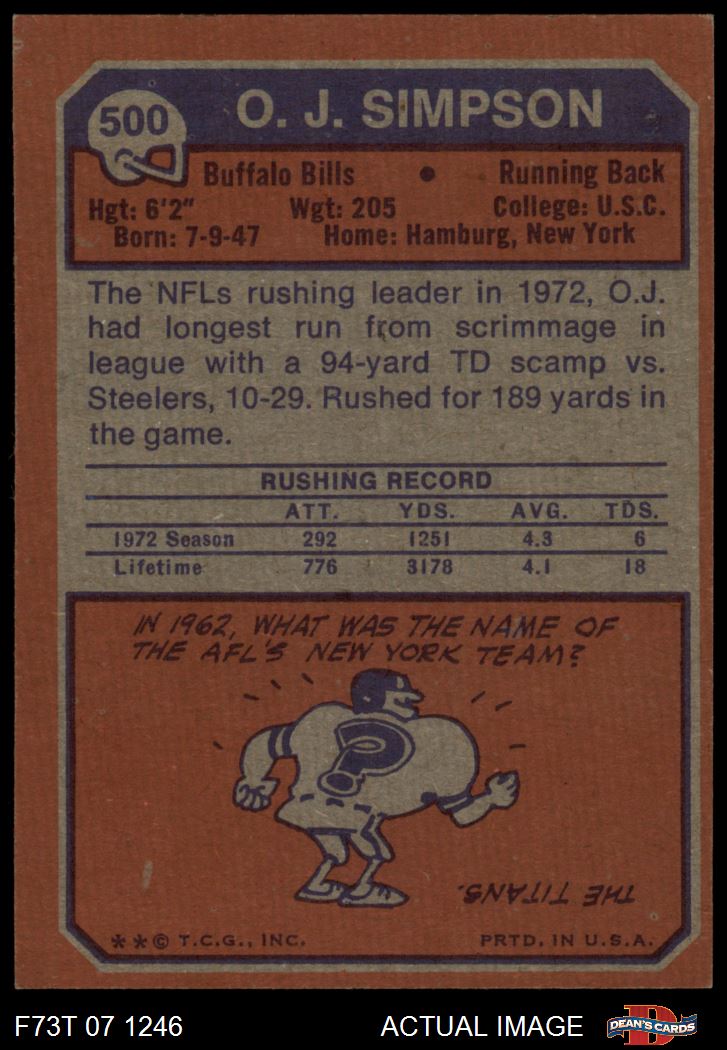 500
O. J. SIMPSON
Buffalo Bills • Running Back
Hgt: 6'2" Wgt: 205 College: U.S.C.
Born: 7-9-47 Home: Hamburg, New York
The NFLs rushing leader in 1972, O.J.
had longest run from scrimmage in
league with a 94-yard TD scamp vs.
Steelers, 10-29. Rushed for 189 yards in
the game.
RUSHING RECORD
ATT. YDS. AVG. TDS.
1972 Season 292 1251 4.3 6
Lifetime 776 3178 4.1 18
IN 1962, WHAT WAS THE NAME OF
THE AFL'S NEW YORK TEAM?
?
THE TITANS.
**© T.C.G., INC. PRTD. IN U.S.A.
F73T 07 1246 ACTUAL IMAGE D DEAN'S CARDS